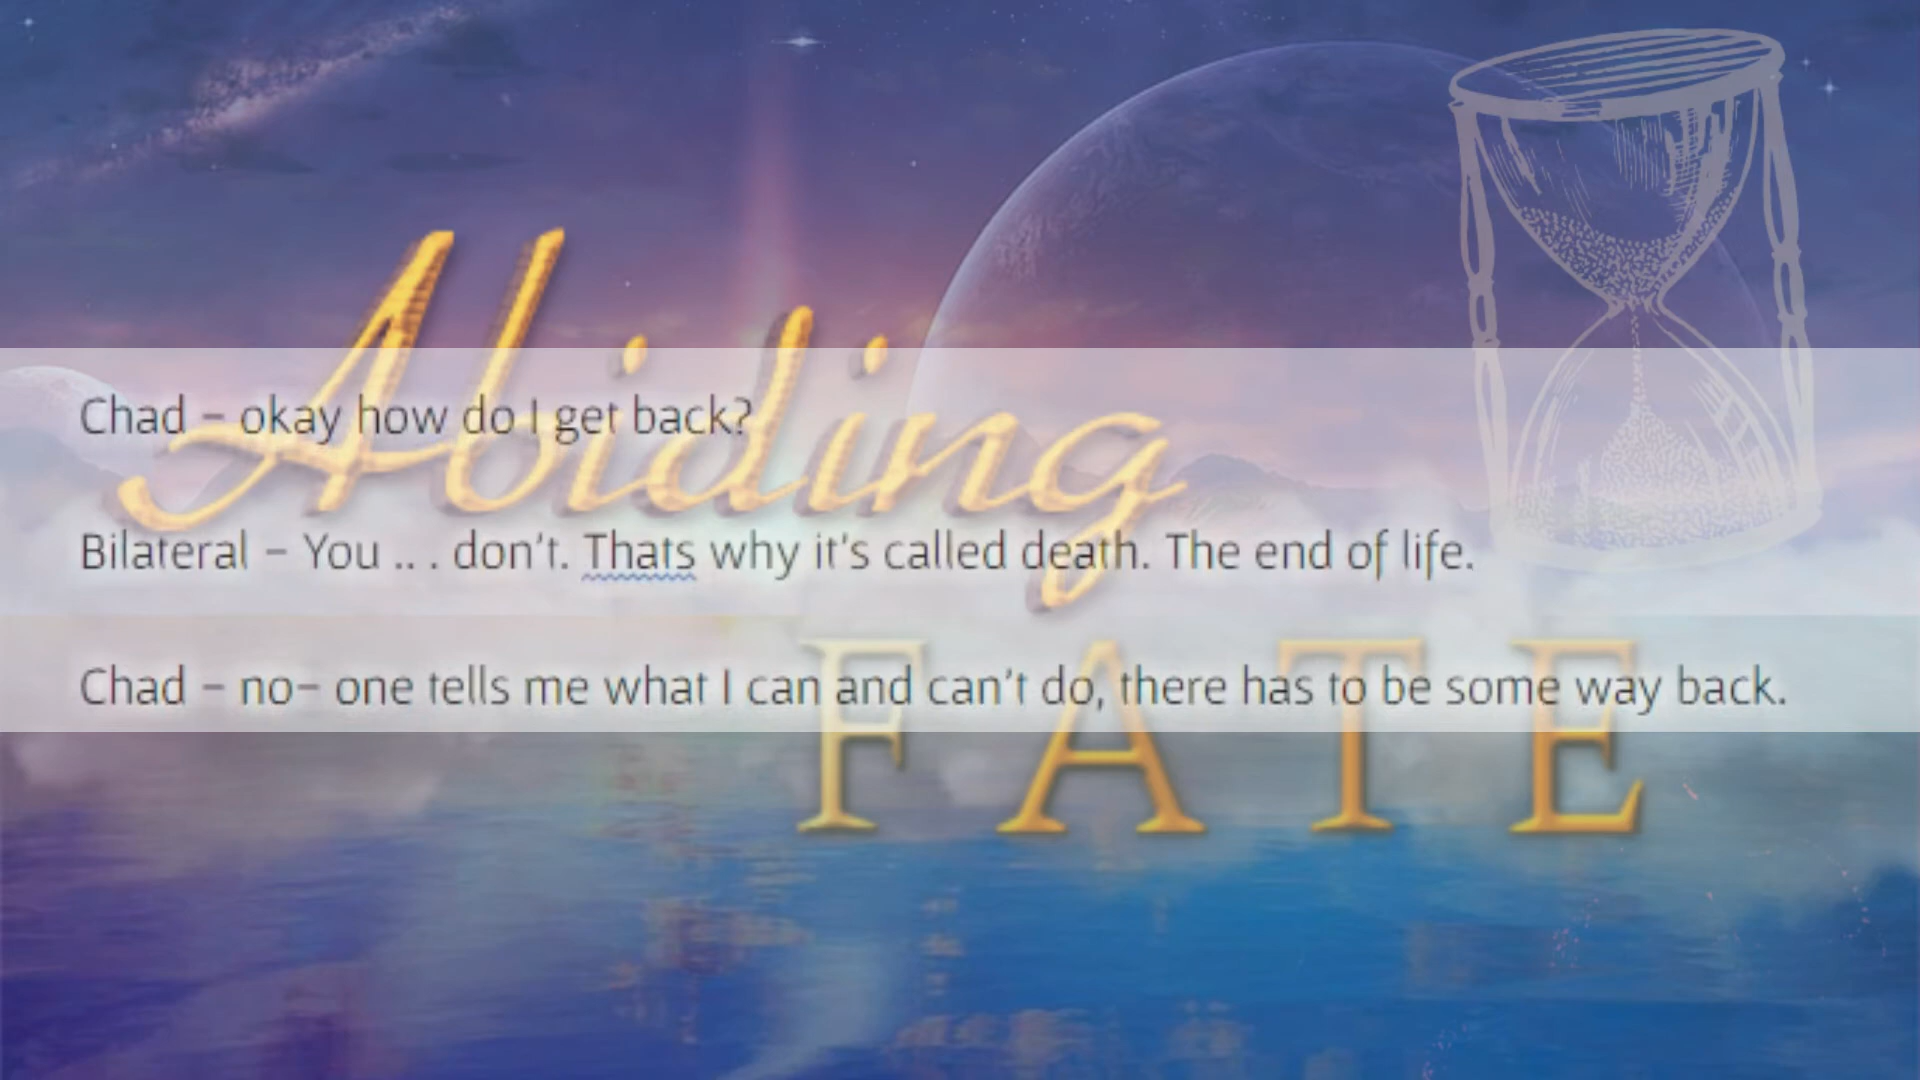 Abiding
Chad – okay how do I get back?
Bilateral – You .. . don't. Thats why it's called death. The end of life.
FATE
Chad – no– one tells me what I can and can't do, there has to be some way back.